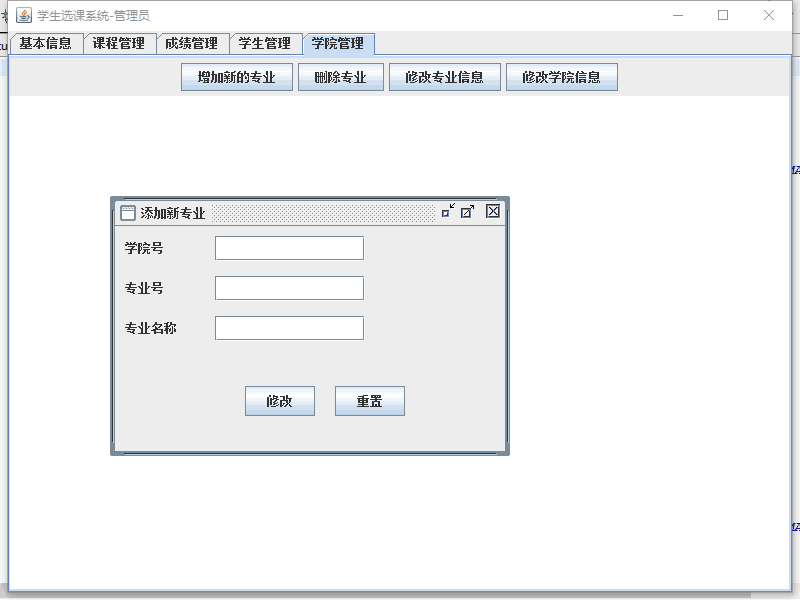 学生选课系统-管理员
基本信息 课程管理 成绩管理 学生管理 学院管理
增加新的专业 删除专业 修改专业信息 修改学院信息
添加新专业
学院号
专业号
专业名称
修改 重置